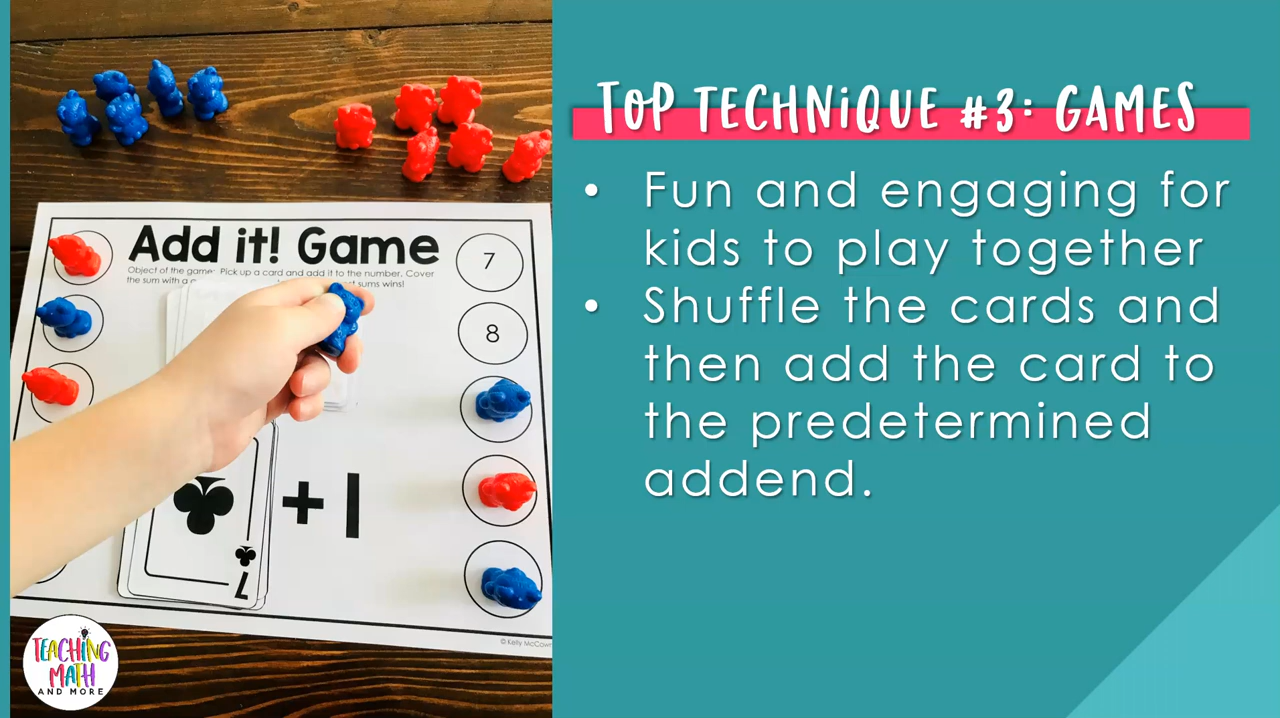 TOP TECHNIQUE #3: GAMES
• Fun and engaging for
kids to play together
• Shuffle the cards and
then add the card to
the predetermined
addend.
Add it! Game
Object of the game: Pick up a card and add it to the number. Cover
the sum with a
sums wins!
7
8
+1
7
© Kelly McCown
TEACHING
MATH
AND MORE